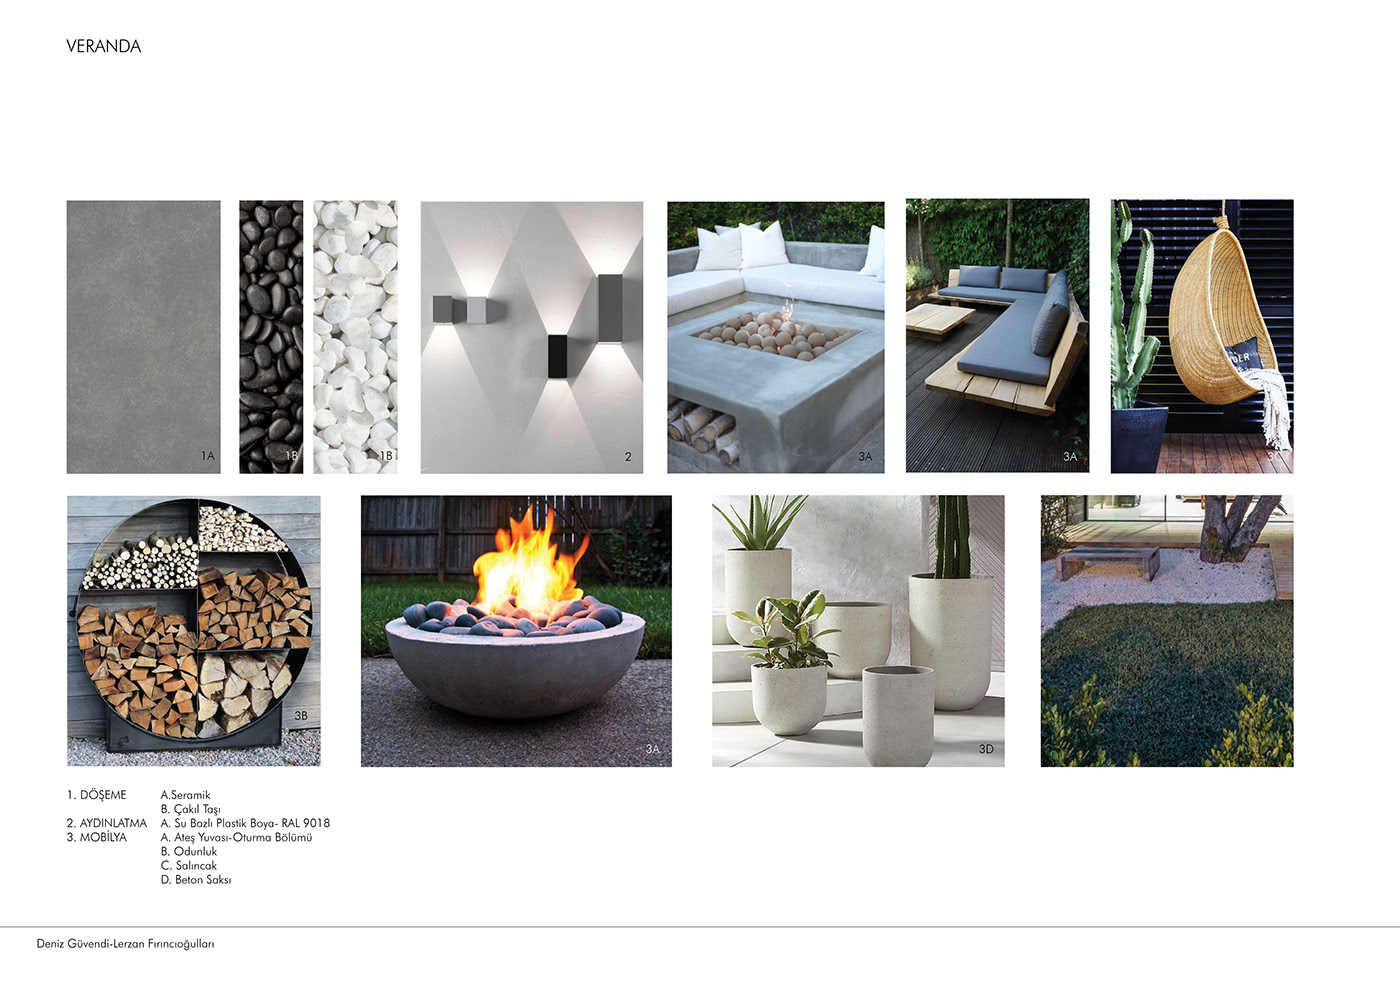 VERANDA
1A
1B
1B
2
3A
3A
3C
3B
3A
3D
1. DÖŞEME A.Seramik
B. Çakıl Taşı
2. AYDINLATMA A. Su Bazlı Plastik Boya- RAL 9018
3. MOBİLYA A. Ateş Yuvası-Oturma Bölümü
B. Odunluk
C. Salıncak
D. Beton Saksı
Deniz Güvendi-Lerzan Fırıncıoğulları